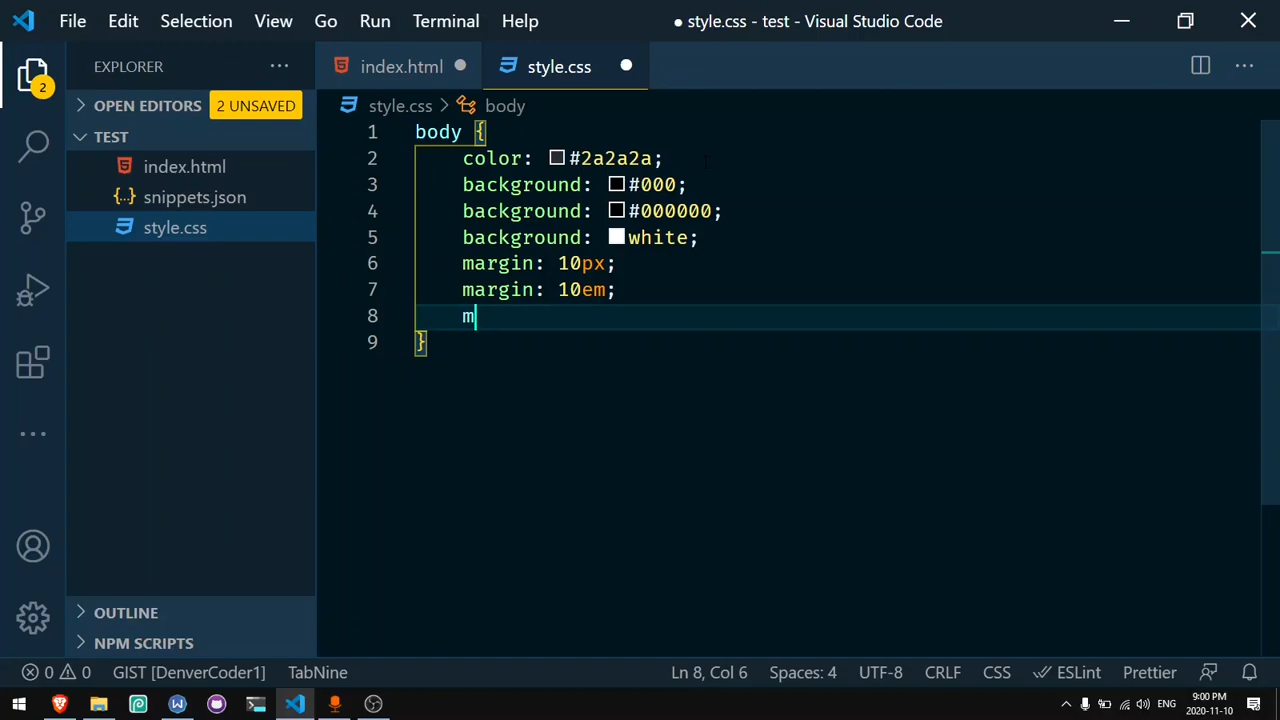 File Edit Selection View Go Run Terminal Help ● style.css - test - Visual Studio Code
EXPLORER ···
index.html
style.css
2
OPEN EDITORS 2 UNSAVED
TEST
index.html
{..} snippets.json
style.css
OUTLINE
NPM SCRIPTS
style.css > body
1 body {
2 color: #2a2a2a;
3 background: #000;
4 background: #000000;
5 background: white;
6 margin: 10px;
7 margin: 10em;
8 m
9 }
0 0 GIST [DenverCoder1] TabNine Ln 8, Col 6 Spaces: 4 UTF-8 CRLF CSS ESLint Prettier
9:00 PM
2020-11-10